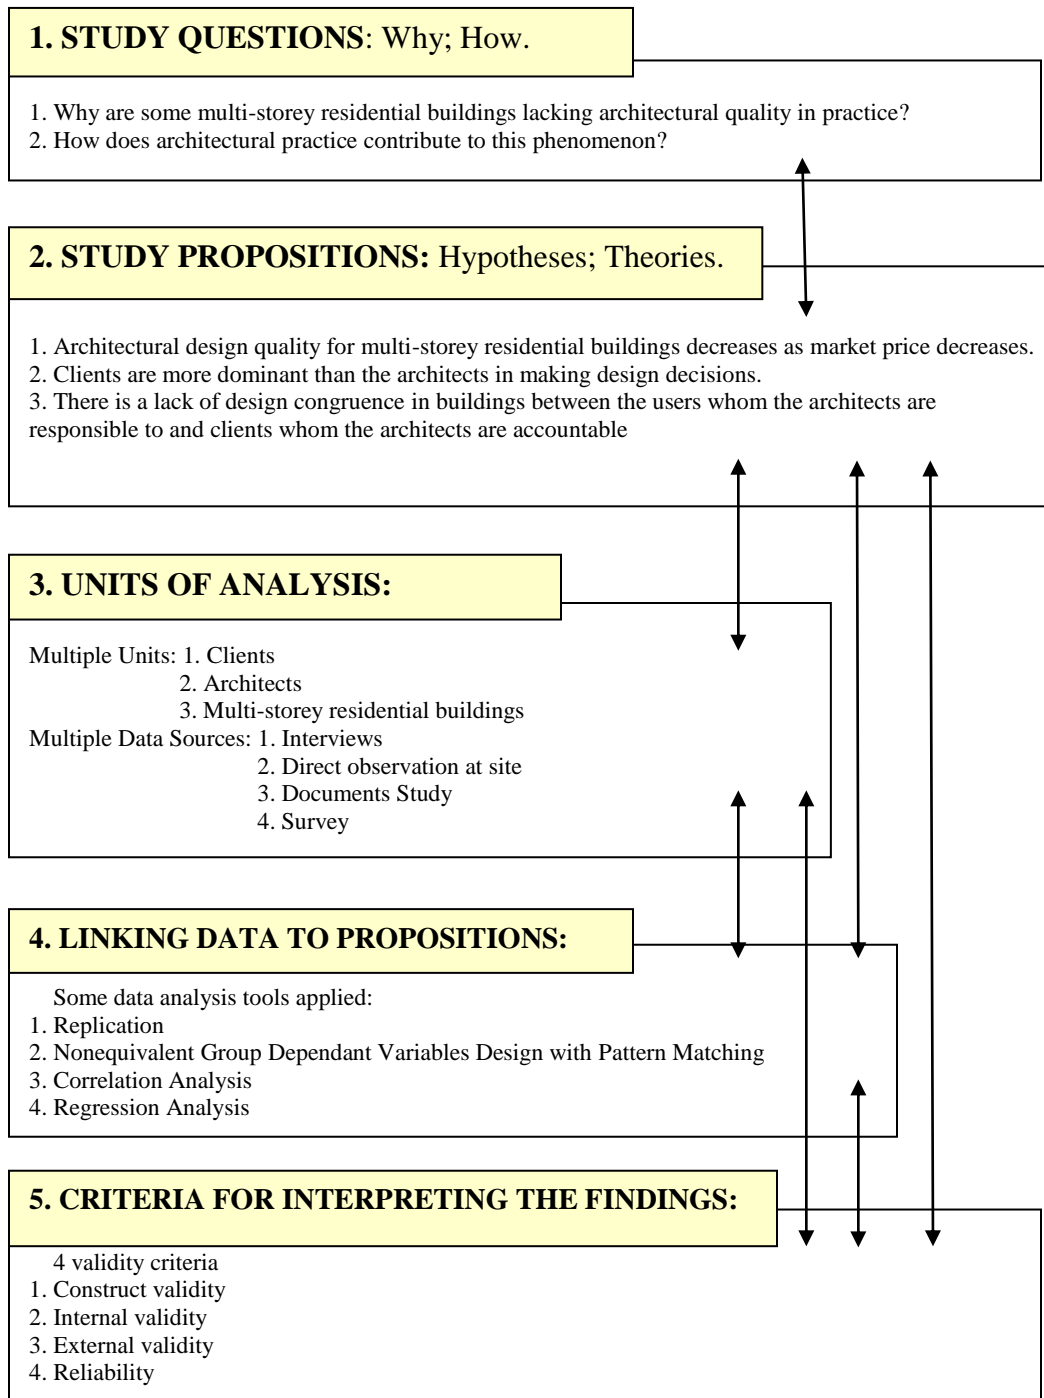 1. STUDY QUESTIONS: Why; How.
1. Why are some multi-storey residential buildings lacking architectural quality in practice?
2. How does architectural practice contribute to this phenomenon?
2. STUDY PROPOSITIONS: Hypotheses; Theories.
1. Architectural design quality for multi-storey residential buildings decreases as market price decreases.
2. Clients are more dominant than the architects in making design decisions.
3. There is a lack of design congruence in buildings between the users whom the architects are
responsible to and clients whom the architects are accountable
3. UNITS OF ANALYSIS:
Multiple Units: 1. Clients
2. Architects
3. Multi-storey residential buildings
Multiple Data Sources: 1. Interviews
2. Direct observation at site
3. Documents Study
4. Survey
4. LINKING DATA TO PROPOSITIONS:
Some data analysis tools applied:
1. Replication
2. Nonequivalent Group Dependant Variables Design with Pattern Matching
3. Correlation Analysis
4. Regression Analysis
5. CRITERIA FOR INTERPRETING THE FINDINGS:
4 validity criteria
1. Construct validity
2. Internal validity
3. External validity
4. Reliability